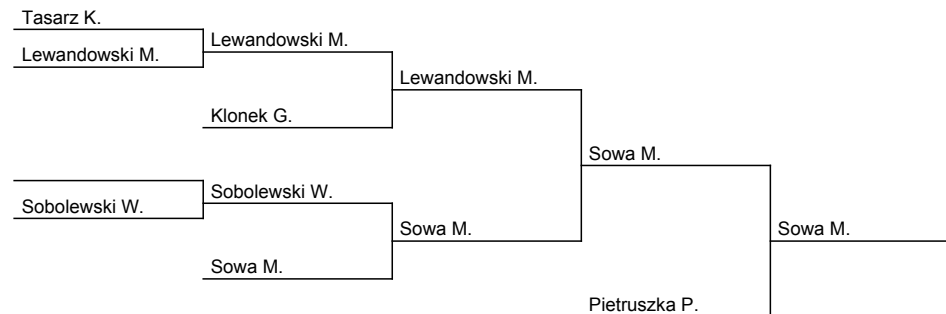 Tasarz K.
Lewandowski M.
Lewandowski M.
Lewandowski M.
Klonek G.
Sowa M.
Sobolewski W.
Sobolewski W.
Sowa M.
Sowa M.
Sowa M.
Pietruszka P.